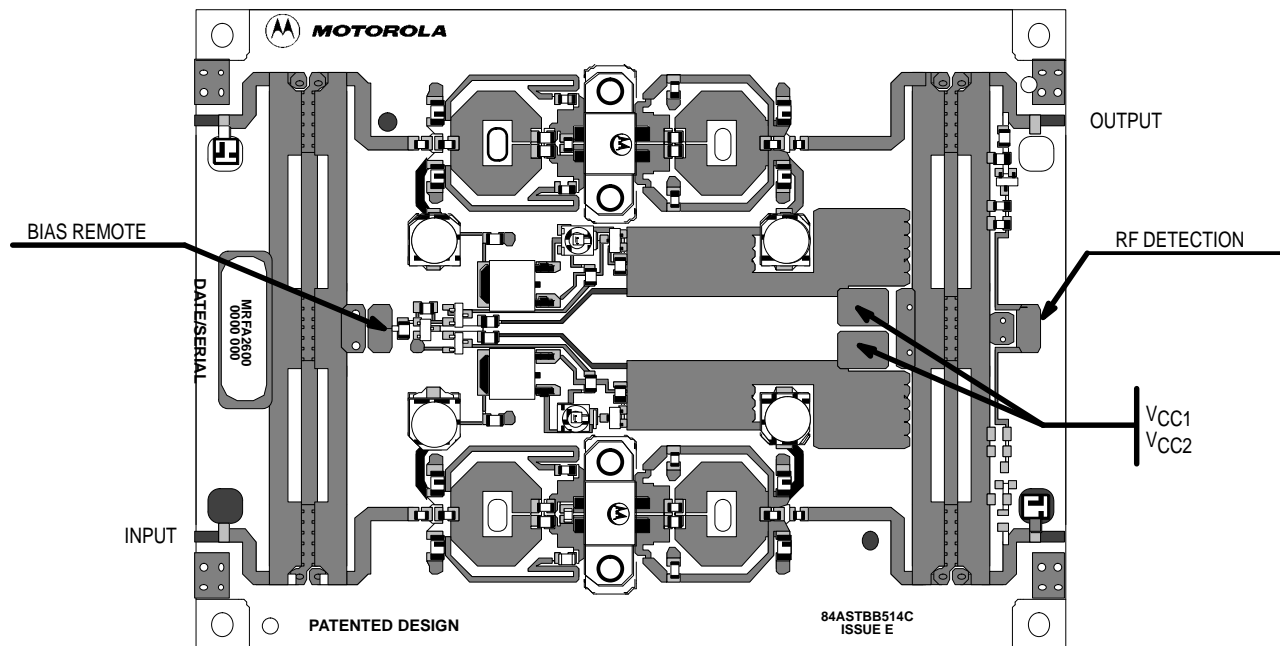 MOTOROLA
OUTPUT
BIAS REMOTE
RF DETECTION
DATE/SERIAL
MRFA2600
0000 000
VCC1
VCC2
INPUT
PATENTED DESIGN
84ASTBB514C
ISSUE E